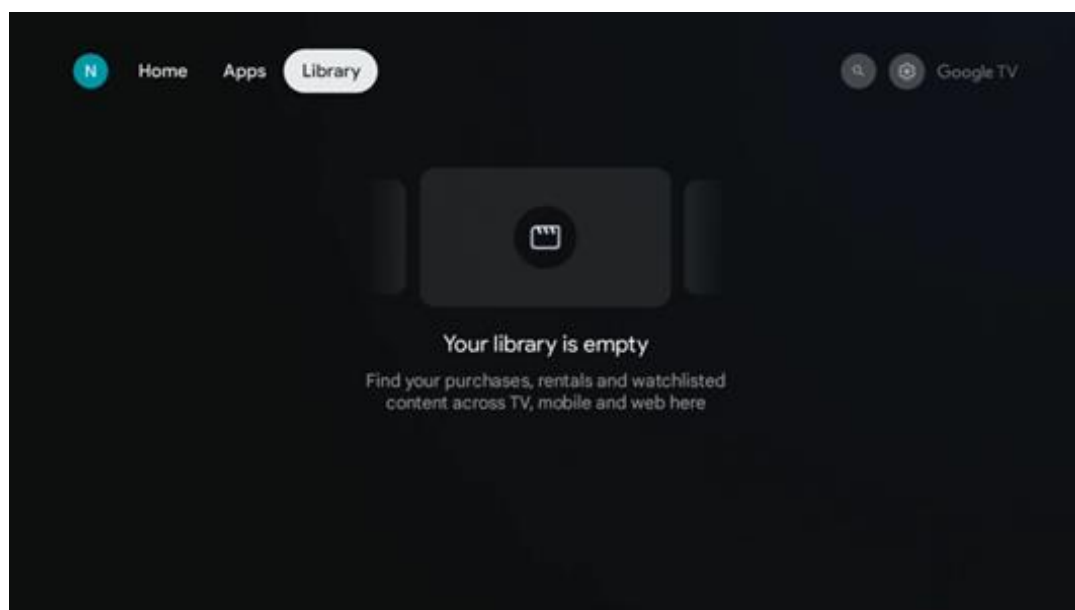 N Home Apps Library Google TV
Your library is empty
Find your purchases, rentals and watchlisted
content across TV, mobile and web here